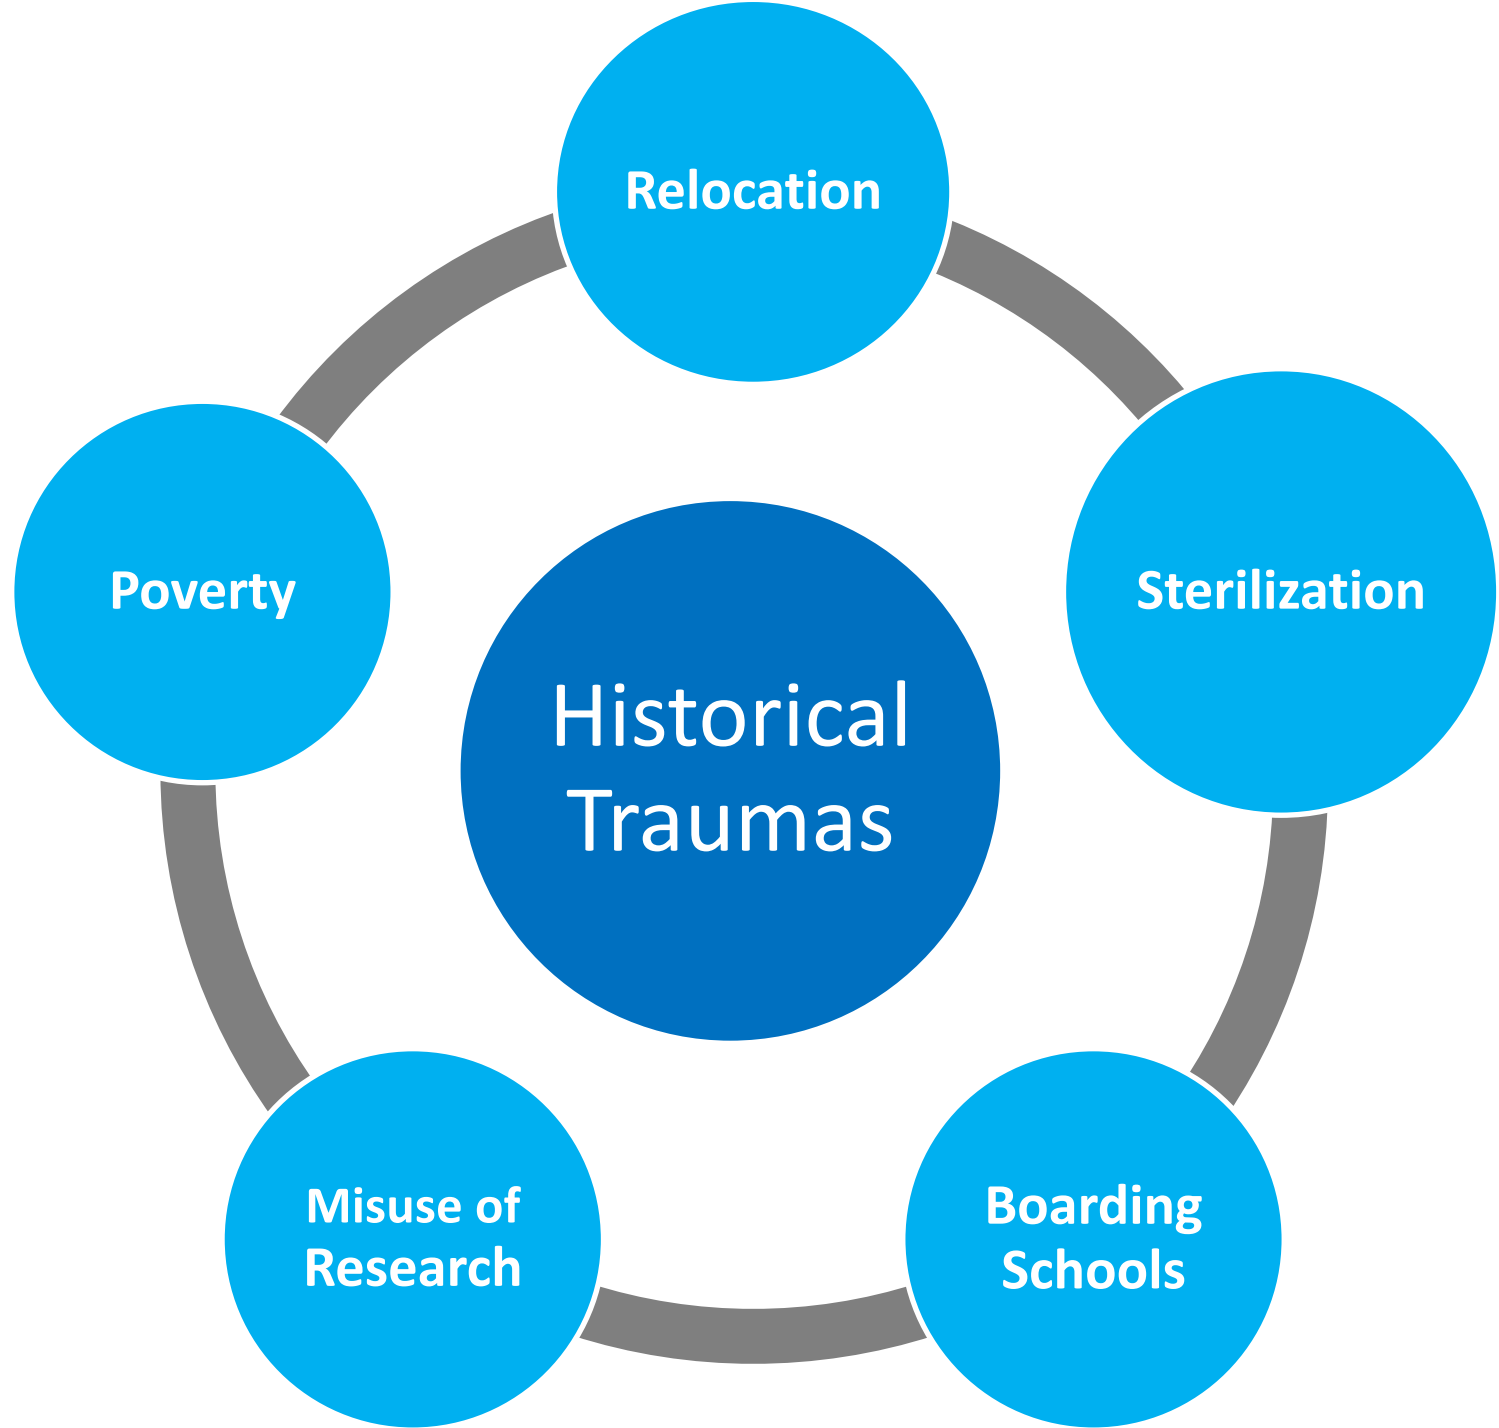 Relocation
Sterilization
Boarding
Schools
Misuse of
Research
Poverty
Historical
Traumas